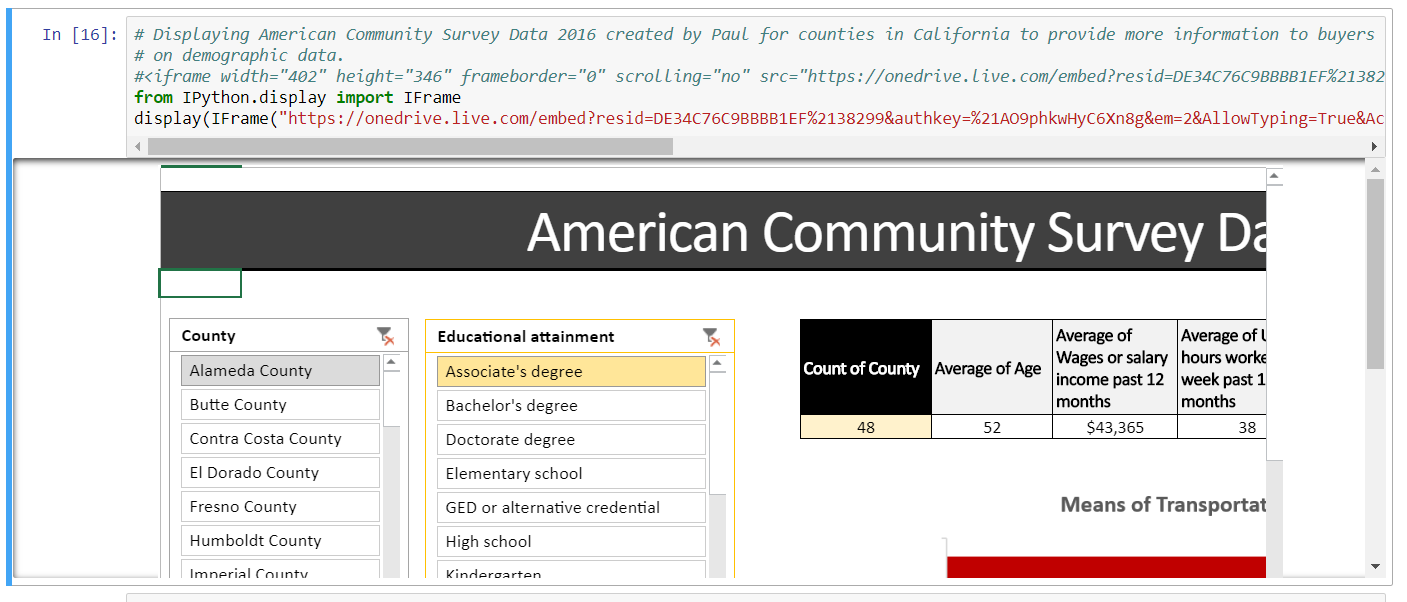 In [16]:
# Displaying American Community Survey Data 2016 created by Paul for counties in California to provide more information to buyers
# on demographic data.
#<iframe width="402" height="346" frameborder="0" scrolling="no" src="https://onedrive.live.com/embed?resid=DE34C76C9BBBB1EF%21382
from IPython.display import IFrame
display(IFrame("https://onedrive.live.com/embed?resid=DE34C76C9BBBB1EF%2138299&authkey=%21AO9phkwHyC6Xn8g&em=2&AllowTyping=True&Ac
American Community Survey Da
County
Alameda County
Butte County
Contra Costa County
El Dorado County
Fresno County
Humboldt County
Imperial County
Educational attainment
Associate's degree
Bachelor's degree
Doctorate degree
Elementary school
GED or alternative credential
High school
Kindergarten
Count of County
Average of Age
Average of
Wages or salary
income past 12
months
Average of U
hours worke
week past 1
months
48
52
$43,365
38
Means of Transportat